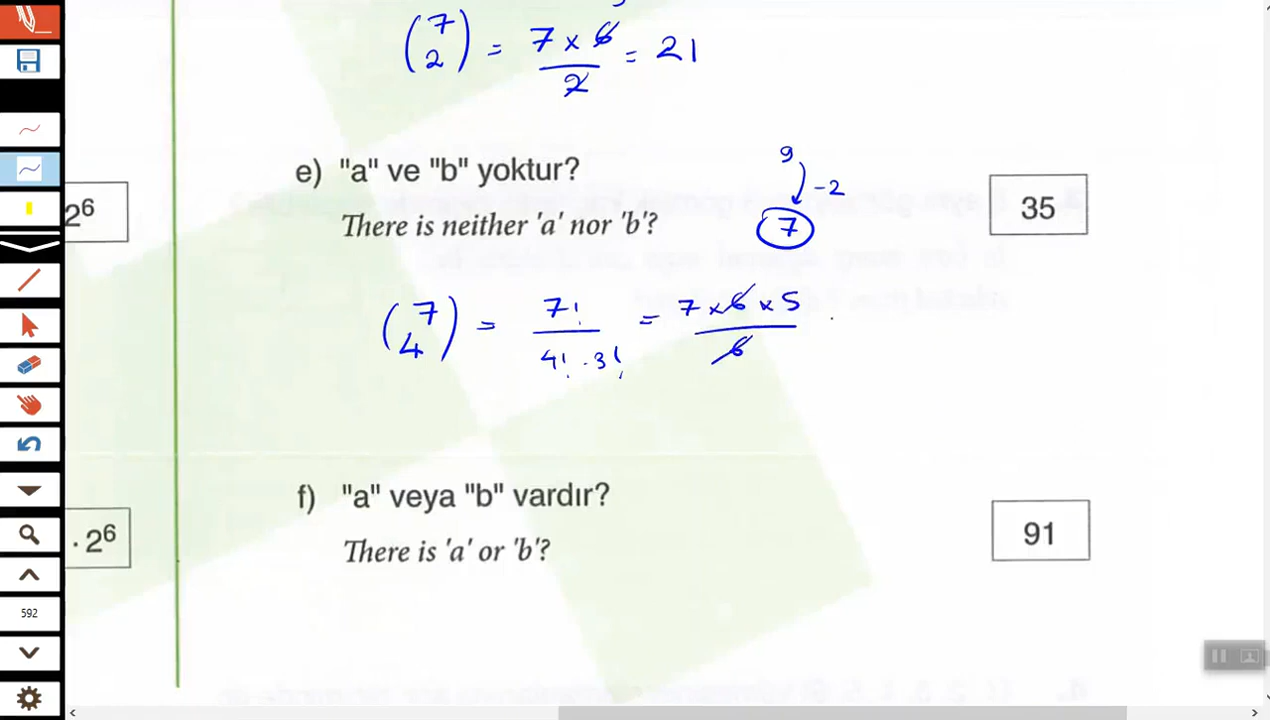 (7 2) = 7 x 6 / 2 = 21
e) "a" ve "b" yoktur?
There is neither 'a' nor 'b'?
9
-2
7
35
2⁶
(7 4) = 7! / 4! . 3! = 7 x 6 x 5 / 6
f) "a" veya "b" vardır?
There is 'a' or 'b'?
91
. 2⁶
592